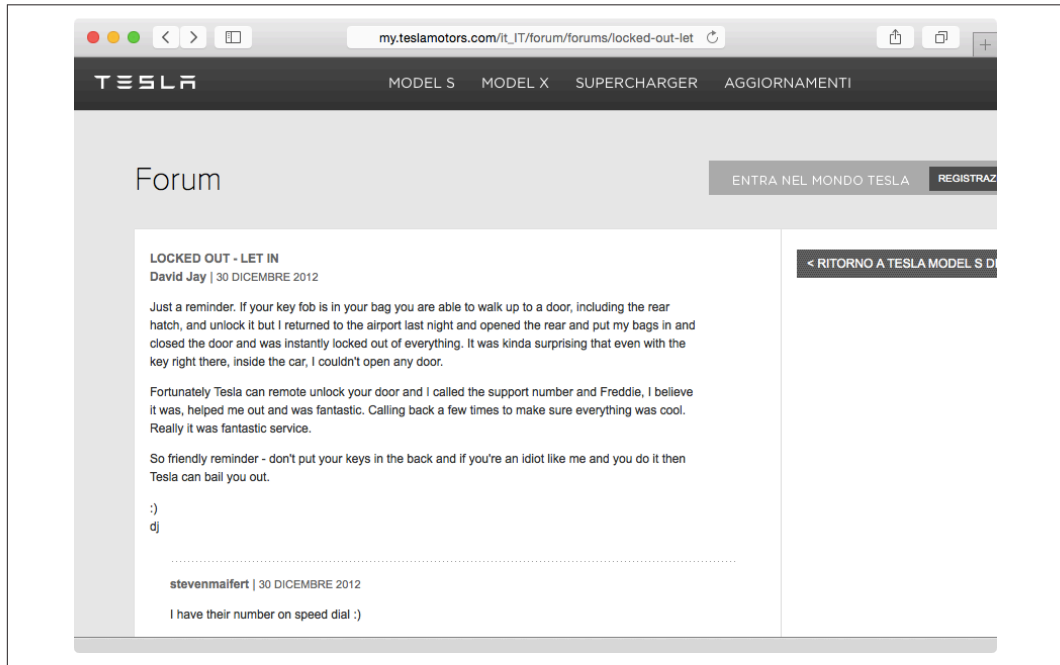 my.teslamotors.com/it_IT/forum/forums/locked-out-let
TESLA
MODEL S MODEL X SUPERCHARGER AGGIORNAMENTI
Forum
ENTRA NEL MONDO TESLA REGISTRAZ
LOCKED OUT - LET IN
David Jay | 30 DICEMBRE 2012
< RITORNO A TESLA MODEL S DI
Just a reminder. If your key fob is in your bag you are able to walk up to a door, including the rear
hatch, and unlock it but I returned to the airport last night and opened the rear and put my bags in and
closed the door and was instantly locked out of everything. It was kinda surprising that even with the
key right there, inside the car, I couldn't open any door.
Fortunately Tesla can remote unlock your door and I called the support number and Freddie, I believe
it was, helped me out and was fantastic. Calling back a few times to make sure everything was cool.
Really it was fantastic service.
So friendly reminder - don't put your keys in the back and if you're an idiot like me and you do it then
Tesla can bail you out.
:)
dj
stevenmaifert | 30 DICEMBRE 2012
I have their number on speed dial :)